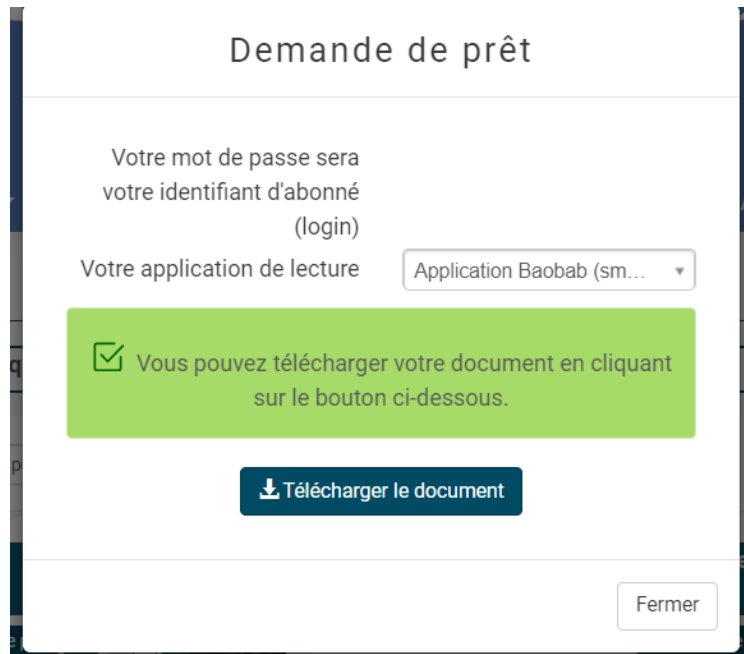 Demande de prêt
Votre mot de passe sera
votre identifiant d'abonné
(login)
Votre application de lecture
Application Baobab (sm...
Vous pouvez télécharger votre document en cliquant
sur le bouton ci-dessous.
Télécharger le document
Fermer